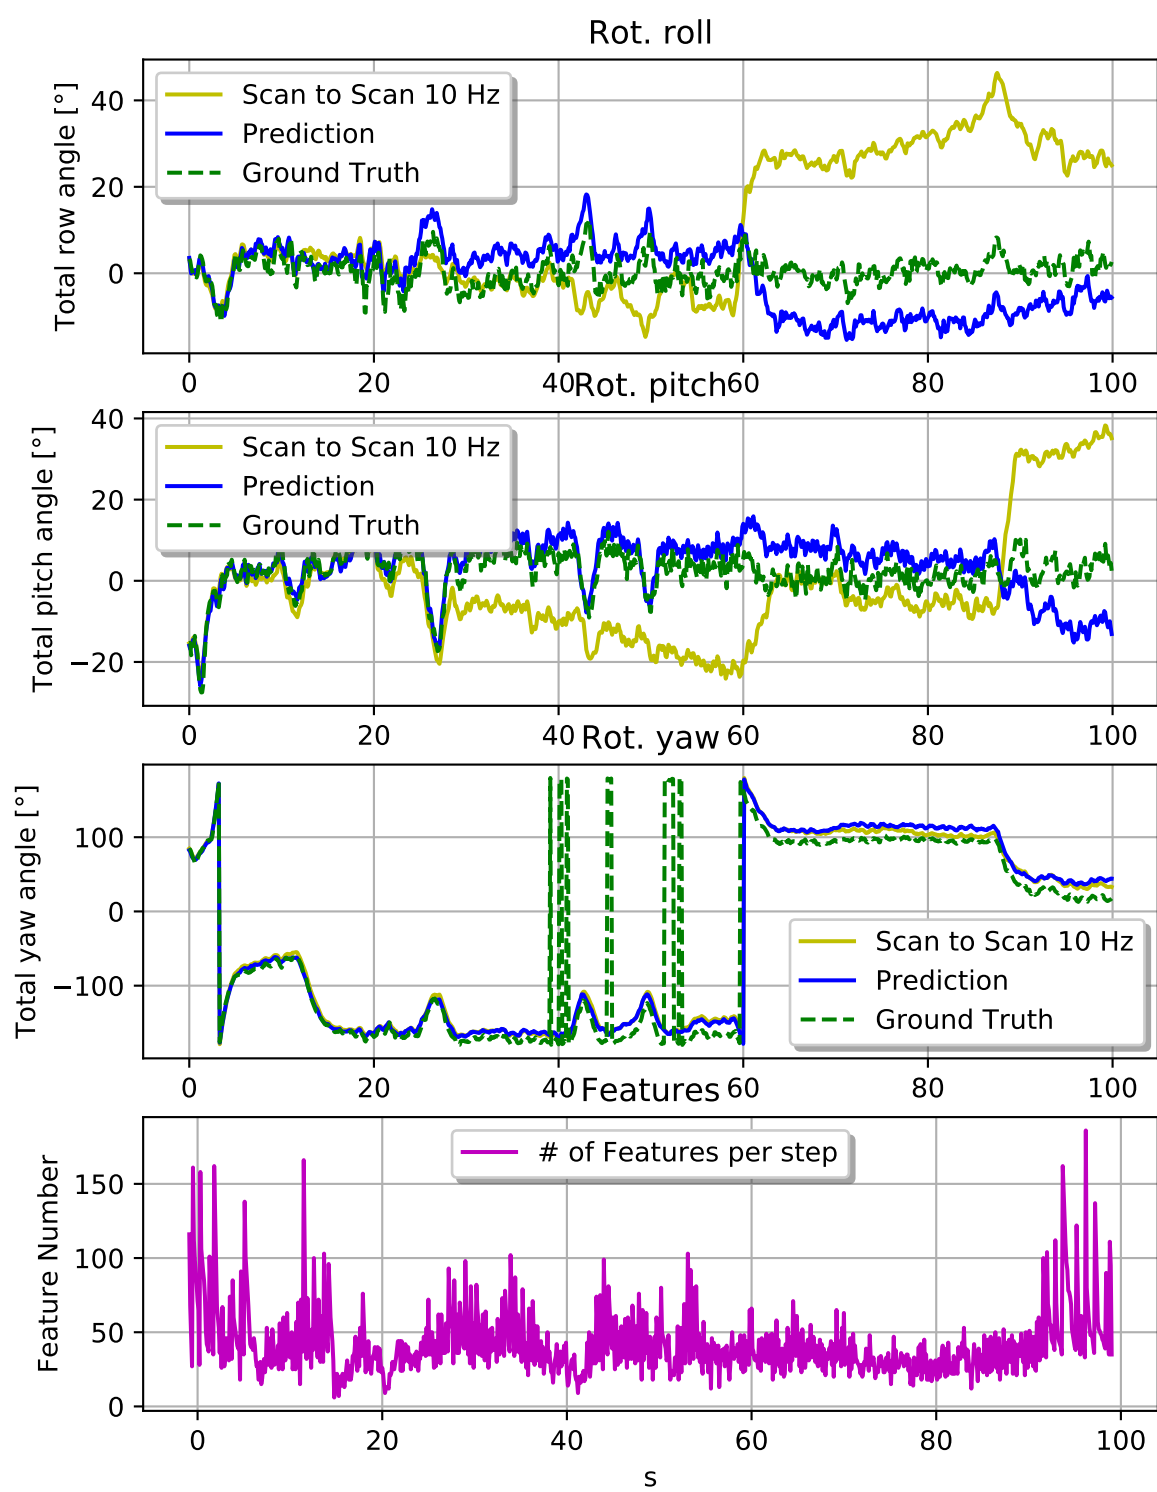 Rot. roll
Total row angle [°]
40
20
0
Scan to Scan 10 Hz
Prediction
Ground Truth
0 20 40 60 80 100
Rot. pitch
Total pitch angle [°]
40
20
0
−20
Scan to Scan 10 Hz
Prediction
Ground Truth
0 20 40 60 80 100
Rot. yaw
Total yaw angle [°]
100
0
−100
Scan to Scan 10 Hz
Prediction
Ground Truth
0 20 40 60 80 100
Features
Feature Number
150
100
50
0
# of Features per step
0 20 40 60 80 100
s